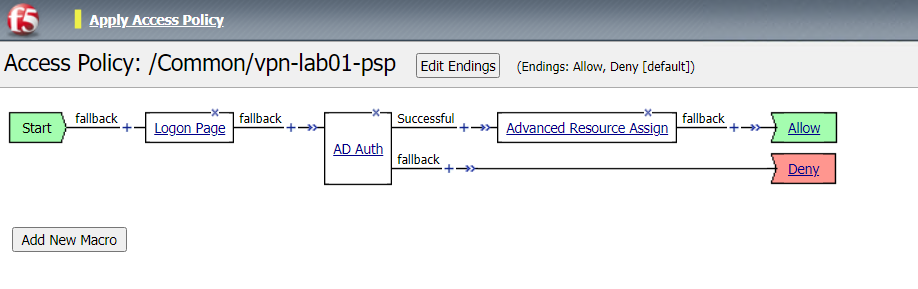 f5
Apply Access Policy
Access Policy: /Common/vpn-lab01-psp Edit Endings (Endings: Allow, Deny [default])
Start fallback + Logon Page fallback + AD Auth Successful + Advanced Resource Assign fallback + Allow
fallback + Deny
Add New Macro